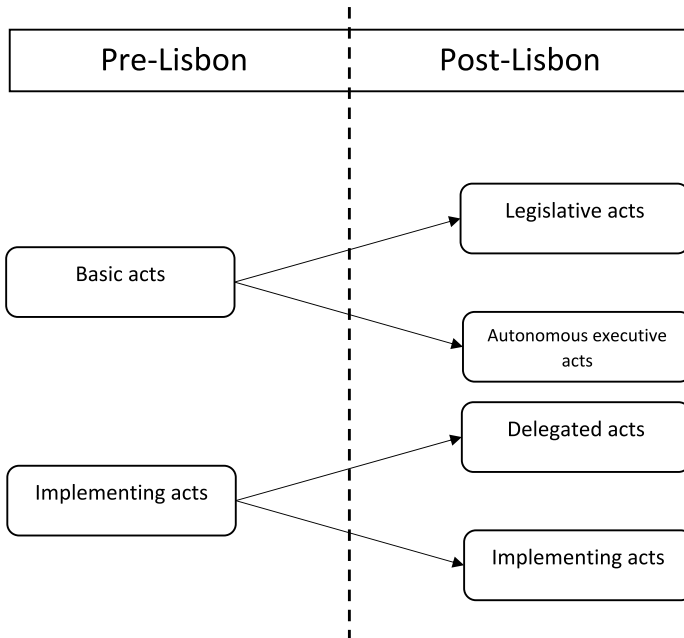 Pre-Lisbon
Post-Lisbon
Legislative acts
Basic acts
Autonomous executive
acts
Delegated acts
Implementing acts
Implementing acts